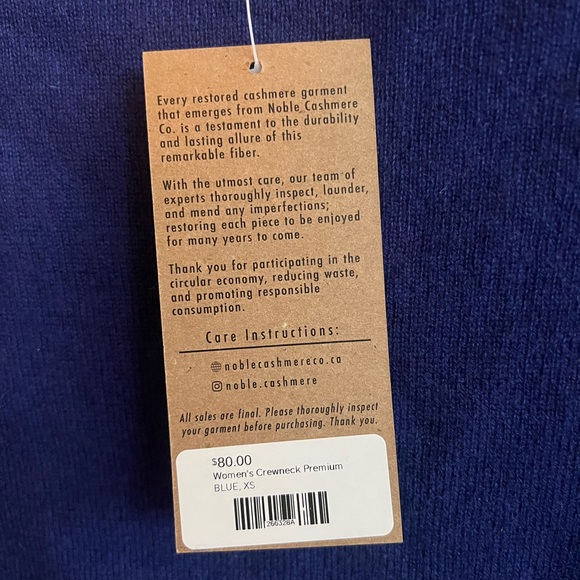 Every restored cashmere garment
that emerges from Noble Cashmere
Co. is a testament to the durability
and lasting allure of this
remarkable fiber.
With the utmost care, our team of
experts thoroughly inspect, launder,
and mend any imperfections;
restoring each piece to be enjoyed
for many years to come.
Thank you for participating in the
circular economy, reducing waste,
and promoting responsible
consumption.
Care Instructions:
noblecashmereco.ca
noble.cashmere
All sales are final. Please thoroughly inspect
your garment before purchasing. Thank you.
$80.00
Women's Crewneck Premium
BLUE, XS
266328A